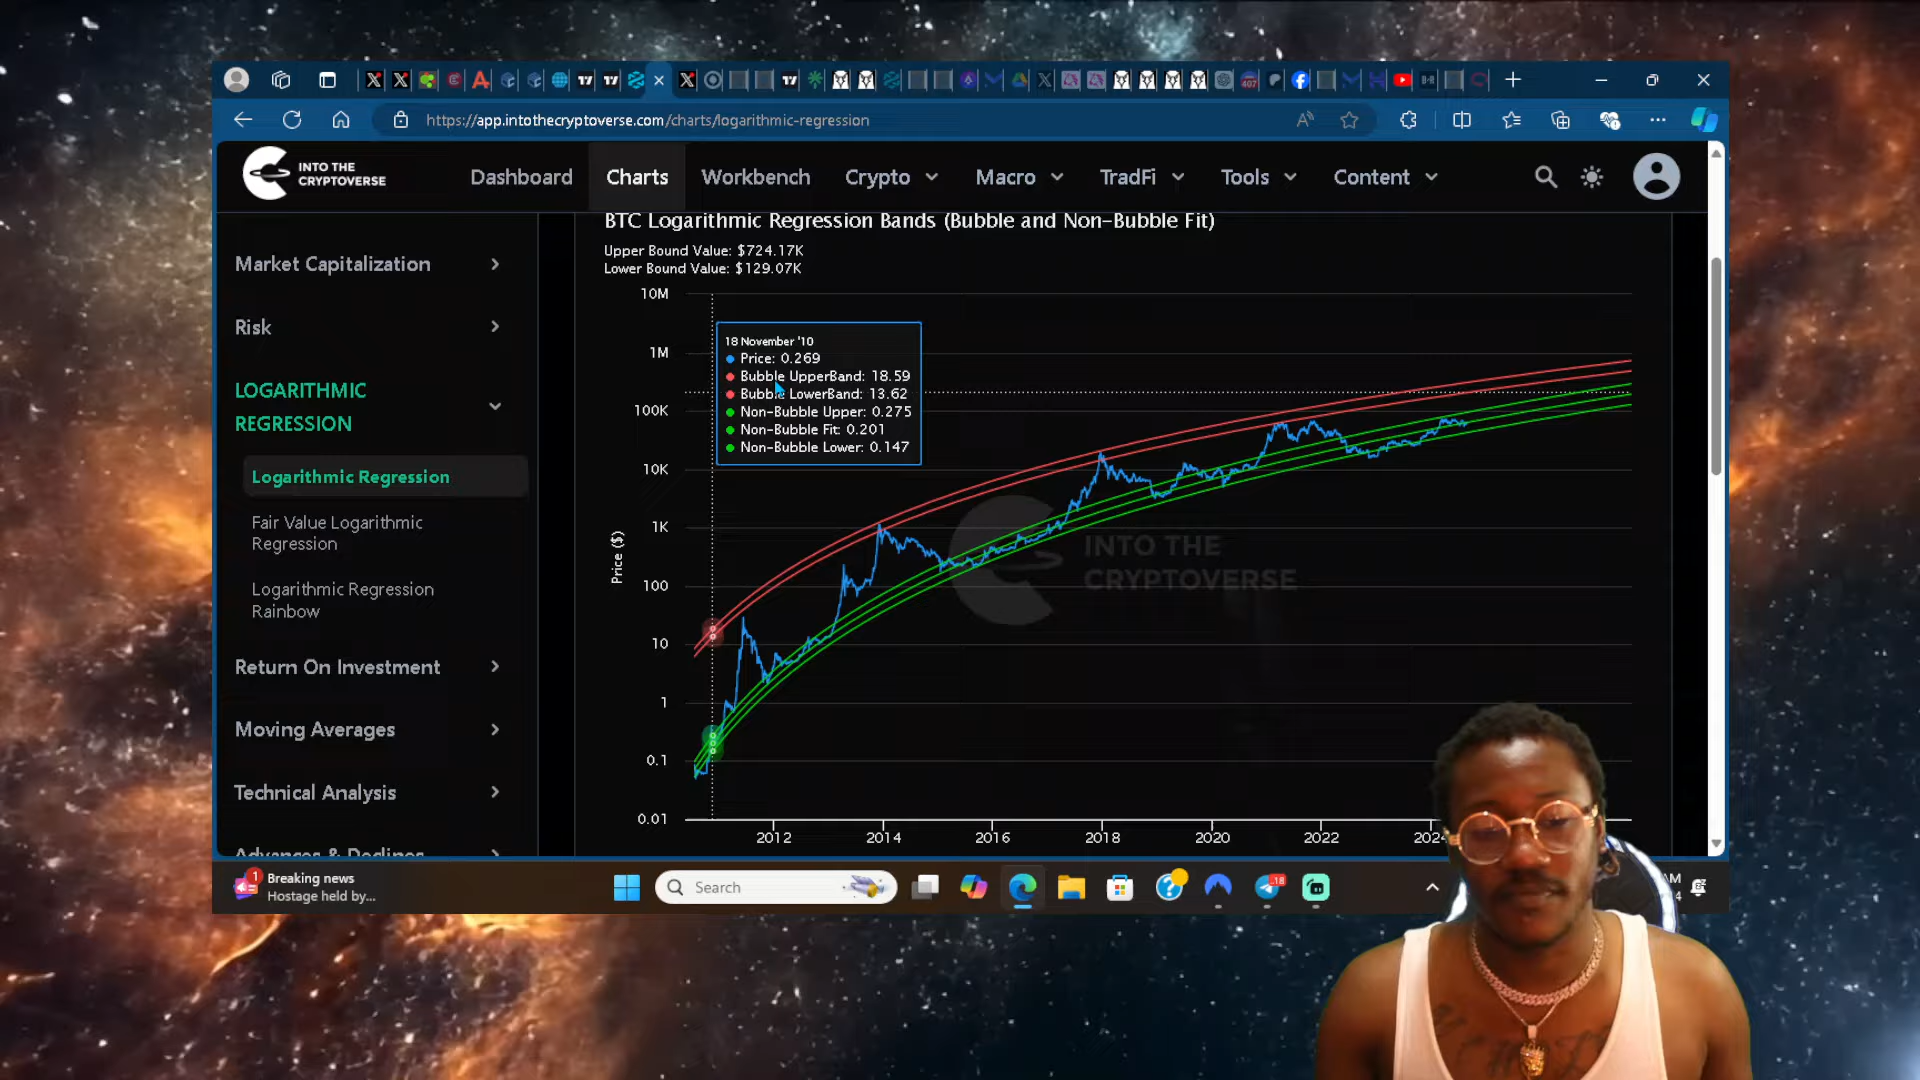 https://app.intothecryptoverse.com/charts/logarithmic-regression
INTO THE
CRYPTOVERSE
Dashboard
Charts
Workbench
Crypto
Macro
TradFi
Tools
Content
Market Capitalization
Risk
LOGARITHMIC
REGRESSION
Logarithmic Regression
Fair Value Logarithmic
Regression
Logarithmic Regression
Rainbow
Return On Investment
Moving Averages
Technical Analysis
Advances & Declines
BTC Logarithmic Regression Bands (Bubble and Non-Bubble Fit)
Upper Bound Value: $724.17K
Lower Bound Value: $129.07K
10M
1M
100K
10K
1K
100
10
1
0.1
0.01
Price ($)
18 November '10
Price: 0.269
Bubble UpperBand: 18.59
Bubble LowerBand: 13.62
Non-Bubble Upper: 0.275
Non-Bubble Fit: 0.201
Non-Bubble Lower: 0.147
INTO THE
CRYPTOVERSE
2012
2014
2016
2018
2020
2022
1
Breaking news
Hostage held by...
Search
18